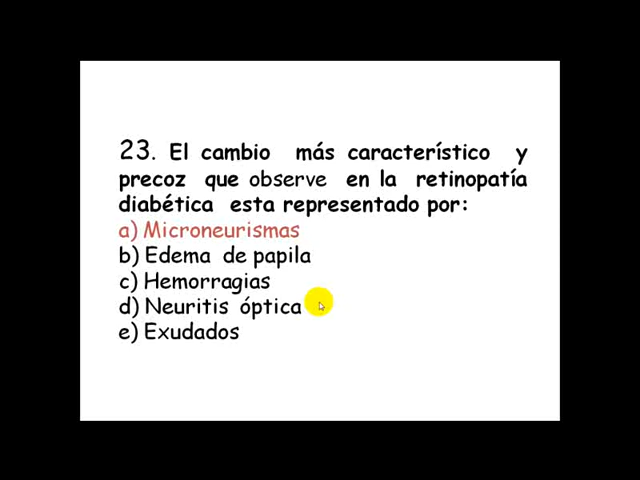 23. El cambio más característico y
precoz que observe en la retinopatía
diabética esta representado por:
a) Microneurismas
b) Edema de papila
c) Hemorragias
d) Neuritis óptica
e) Exudados